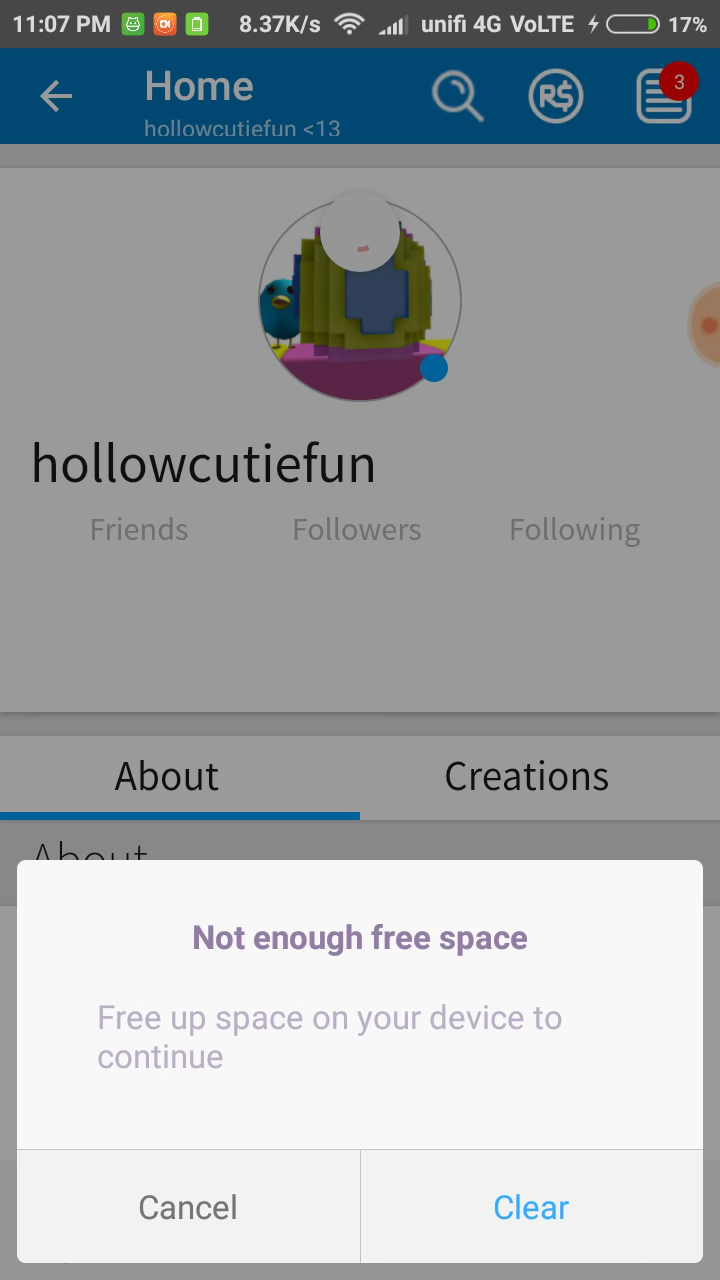 11:07 PM 8.37K/s unifi 4G VoLTE 17%
Home
hollowcutiefun <13
R$
3
hollowcutiefun
Friends Followers Following
About Creations
About
Not enough free space
Free up space on your device to
continue
Cancel Clear